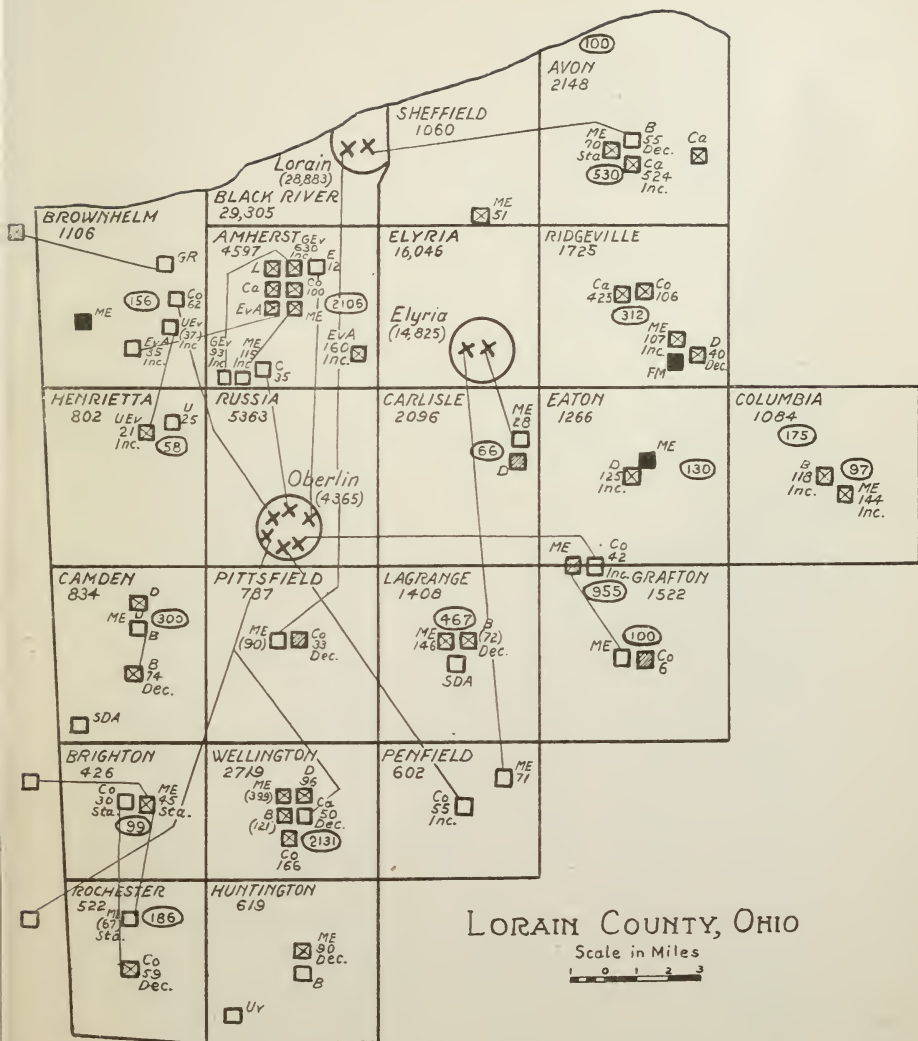 100
AVON
2148
B
55
Dec.
ME
70
Sta
Ca
524
Inc.
530
Ca
SHEFFIELD
1060
ME
51
Lorain
(28,883)
BLACK RIVER
29,305
BROWNHELM
1106
GR
156
Co
62
ME
UEv
(37)
Inc
EvA
35
Inc.
AMHERST
4597
GEv
630
Inc
E
12
L
Ca
Co
100
EvA
ME
2106
EvA
160
Inc.
GEv
93
Inc
ME
115
Inc
C
35
ELYRIA
16,046
Elyria
(14,825)
RIDGEVILLE
1725
Ca
425
Co
106
312
ME
107
Inc
D
40
Dec.
FM
HENRIETTA
802
UEv
21
Inc.
U
25
58
RUSSIA
5363
Oberlin
(4365)
CARLISLE
2096
ME
28
66
D
EATON
1266
ME
D
125
Inc.
130
COLUMBIA
1084
175
B
118
Inc.
97
ME
144
Inc.
CAMDEN
834
D
ME
U
B
300
B
74
Dec.
SDA
PITTSFIELD
787
ME
(90)
Co
33
Dec.
LAGRANGE
1408
467
ME
146
B
(72)
Dec.
SDA
ME
Co
42
Inc.
955
GRAFTON
1522
100
ME
Co
6
BRIGHTON
426
Co
30
Sta
ME
45
Sta.
99
WELLINGTON
2719
ME
(399)
D
96
B
(121)
Ca
50
Dec.
2131
Co
166
PENFIELD
602
ME
71
Co
55
Inc.
ROCHESTER
522
ME
(67)
Sta.
186
Co
59
Dec.
HUNTINGTON
619
ME
90
Dec.
B
Uv
LORAIN COUNTY, OHIO
Scale in Miles
1 0 1 2 3